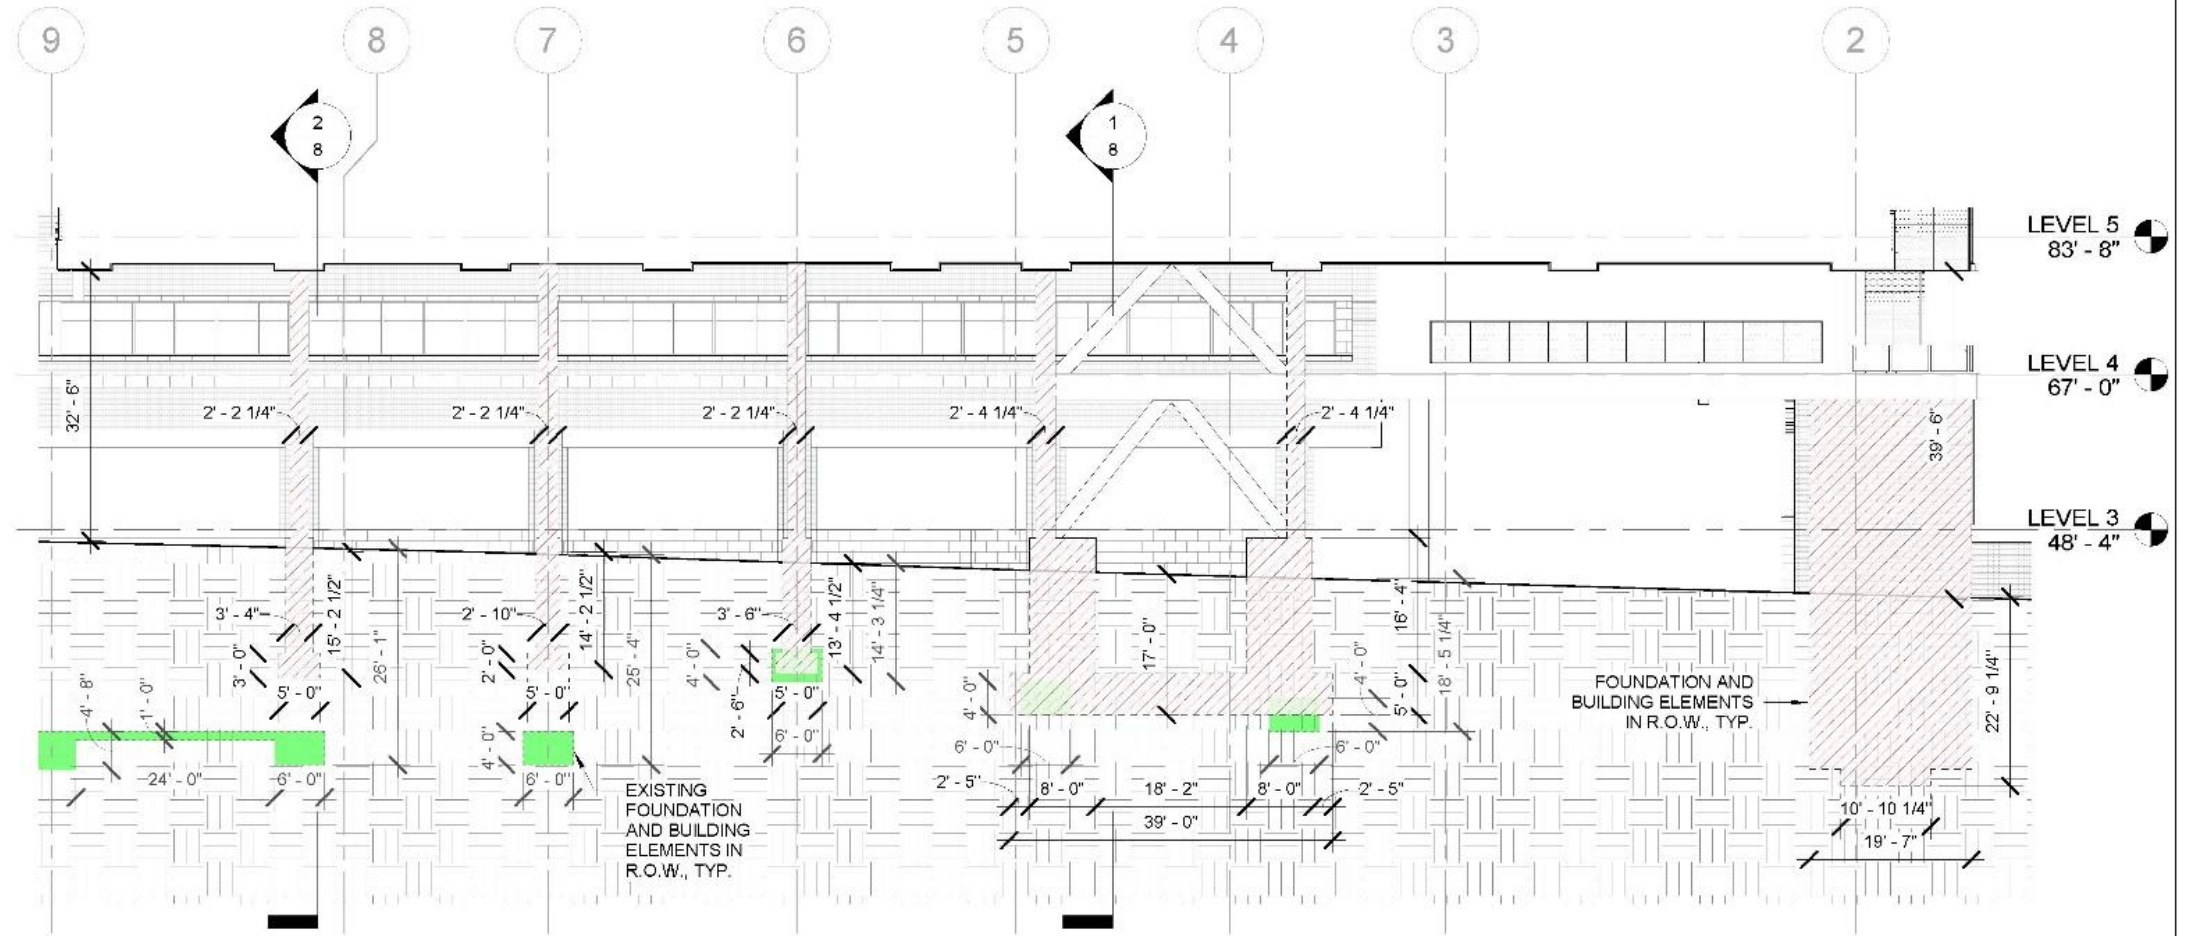 9
8
7
6
5
4
3
2
2
8
1
8
LEVEL 5
83' - 8"
LEVEL 4
67' - 0"
32' - 6"
2' - 2 1/4"
2' - 2 1/4"
2' - 2 1/4"
2' - 4 1/4"
2' - 4 1/4"
39' - 6"
LEVEL 3
48' - 4"
3' - 4"
15' - 2 1/2"
26' - 1"
2' - 10"
14' - 2 1/2"
25' - 4"
3' - 6"
13' - 4 1/2"
14' - 3 1/4"
17' - 0"
16' - 4"
18' - 5 1/4"
3' - 0"
2' - 0"
4' - 0"
4' - 0"
4' - 0"
5' - 0"
22' - 9 1/4"
4' - 8"
1' - 0"
5' - 0"
5' - 0"
2' - 6"
5' - 0"
FOUNDATION AND
BUILDING ELEMENTS
IN R.O.W., TYP.
4' - 0"
6' - 0"
6' - 0"
6' - 0"
24' - 0"
6' - 0"
6' - 0"
2' - 5"
8' - 0"
18' - 2"
8' - 0"
2' - 5"
39' - 0"
EXISTING
FOUNDATION
AND BUILDING
ELEMENTS IN
R.O.W., TYP.
10' - 10 1/4"
19' - 7"